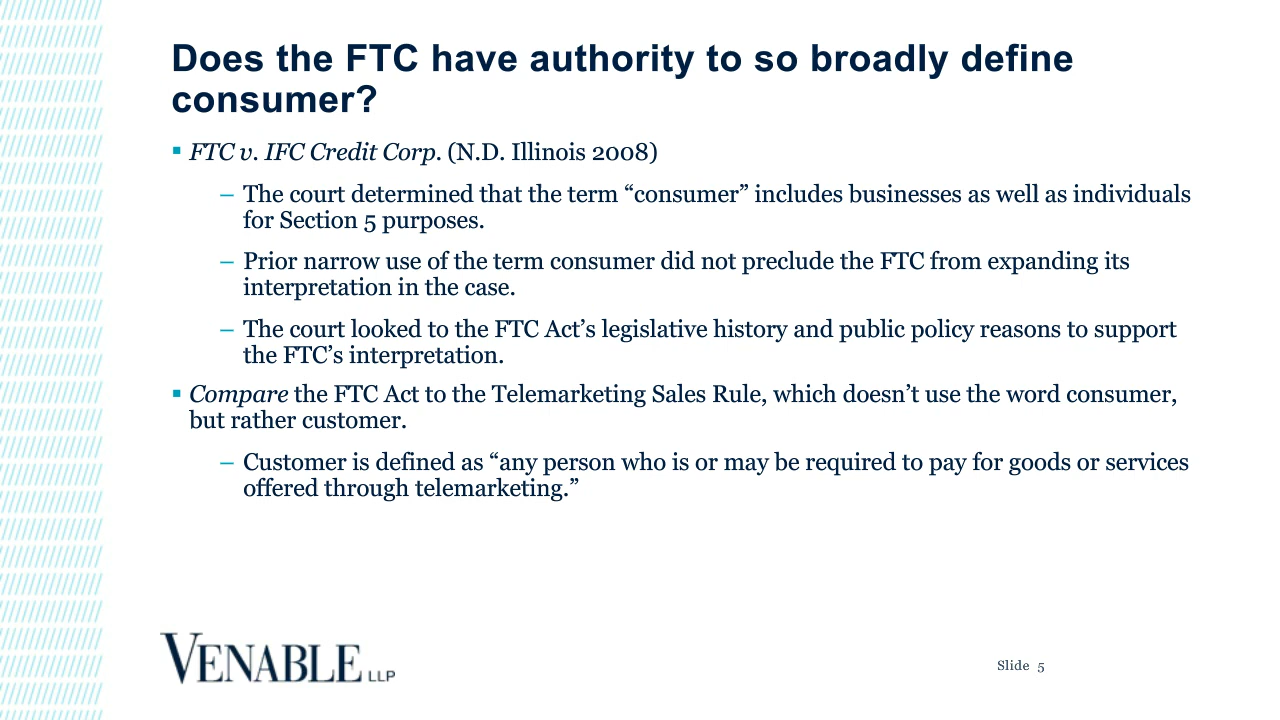 Does the FTC have authority to so broadly define
consumer?
▪ FTC v. IFC Credit Corp. (N.D. Illinois 2008)
– The court determined that the term “consumer” includes businesses as well as individuals
for Section 5 purposes.
– Prior narrow use of the term consumer did not preclude the FTC from expanding its
interpretation in the case.
– The court looked to the FTC Act’s legislative history and public policy reasons to support
the FTC’s interpretation.
▪ Compare the FTC Act to the Telemarketing Sales Rule, which doesn’t use the word consumer,
but rather customer.
– Customer is defined as “any person who is or may be required to pay for goods or services
offered through telemarketing.”
VENABLE LLP
Slide 5